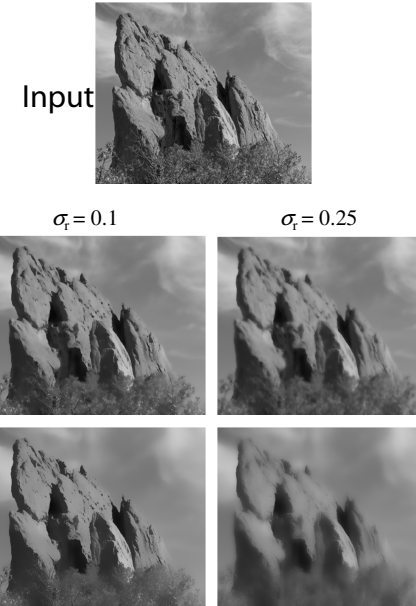 Input
σr = 0.1 σr = 0.25